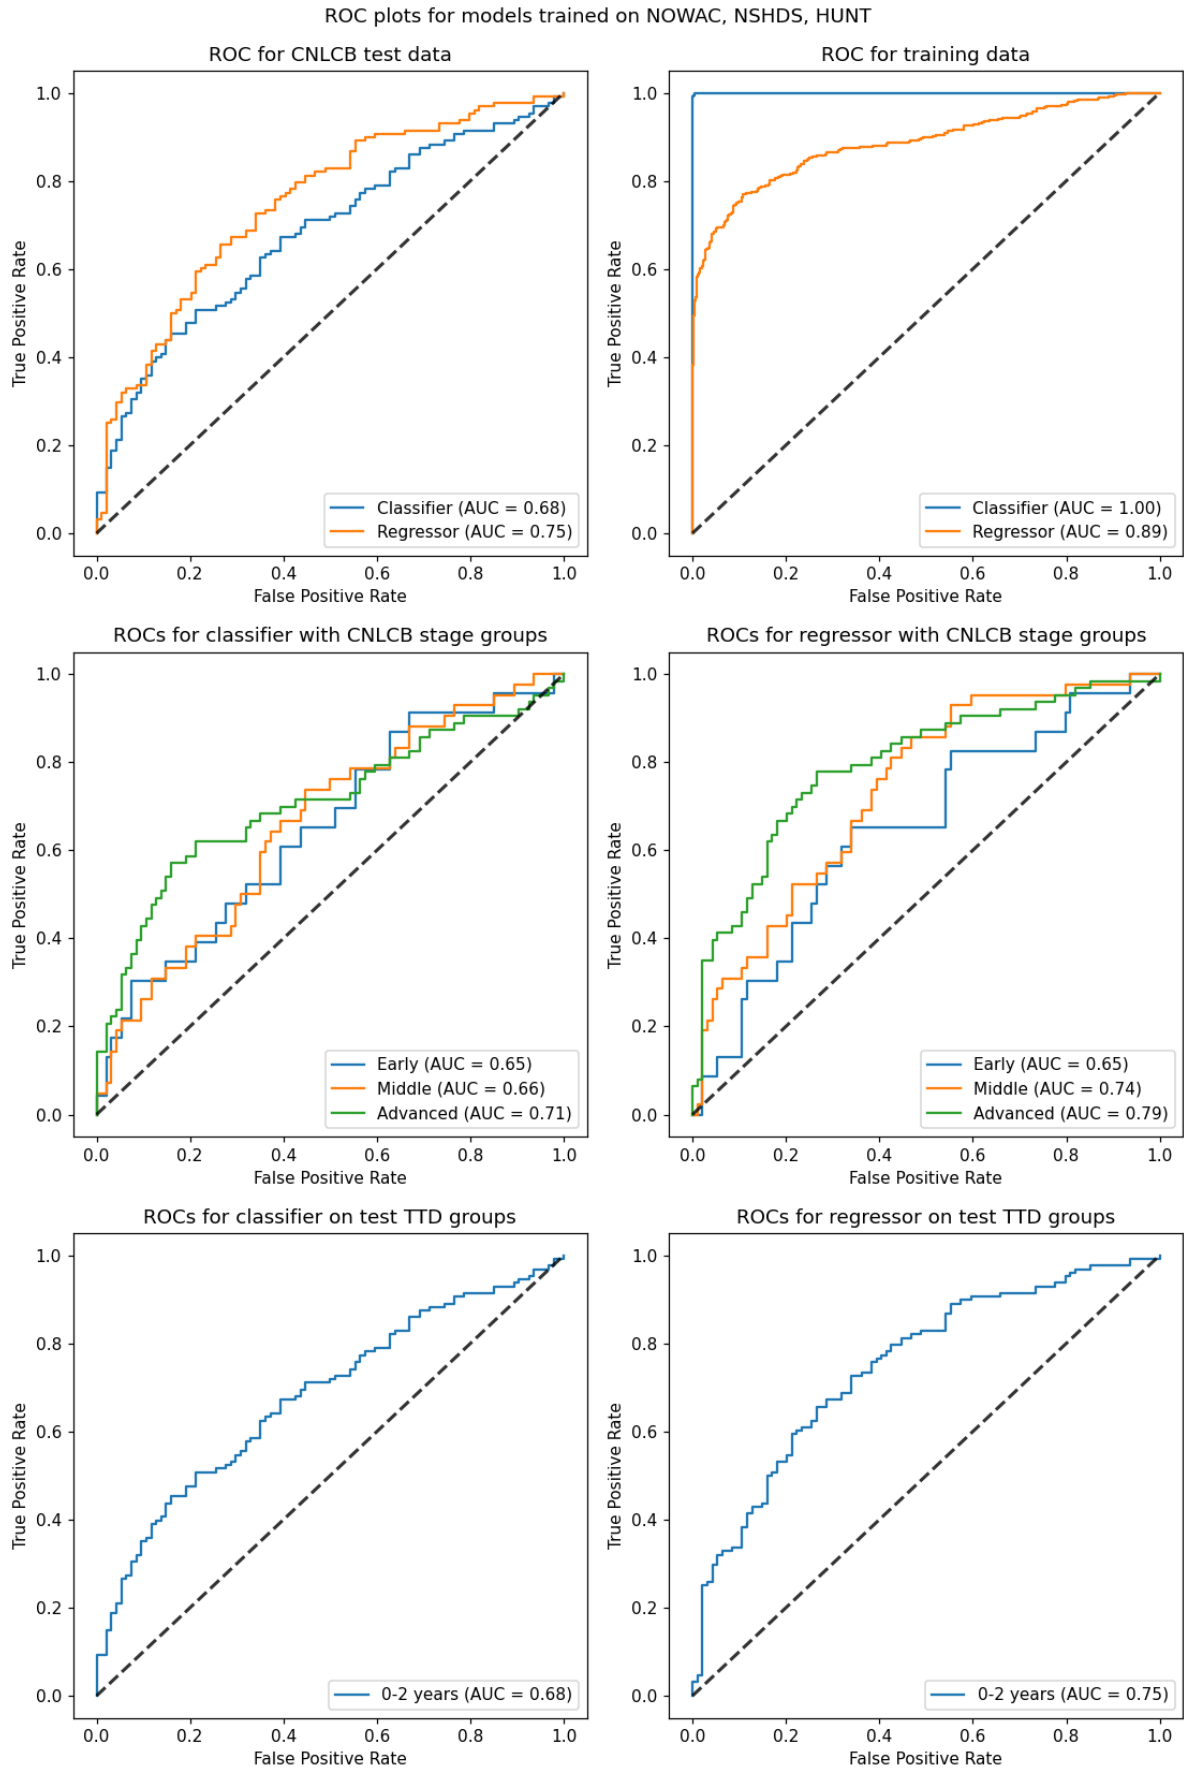 ROC plots for models trained on NOWAC, NSHDS, HUNT
ROC for CNLCB test data
True Positive Rate
1.0
0.8
0.6
0.4
0.2
0.0
Classifier (AUC = 0.68)
Regressor (AUC = 0.75)
0.0 0.2 0.4 0.6 0.8 1.0
False Positive Rate
ROC for training data
True Positive Rate
1.0
0.8
0.6
0.4
0.2
0.0
Classifier (AUC = 1.00)
Regressor (AUC = 0.89)
0.0 0.2 0.4 0.6 0.8 1.0
False Positive Rate
ROCs for classifier with CNLCB stage groups
True Positive Rate
1.0
0.8
0.6
0.4
0.2
0.0
Early (AUC = 0.65)
Middle (AUC = 0.66)
Advanced (AUC = 0.71)
0.0 0.2 0.4 0.6 0.8 1.0
False Positive Rate
ROCs for regressor with CNLCB stage groups
True Positive Rate
1.0
0.8
0.6
0.4
0.2
0.0
Early (AUC = 0.65)
Middle (AUC = 0.74)
Advanced (AUC = 0.79)
0.0 0.2 0.4 0.6 0.8 1.0
False Positive Rate
ROCs for classifier on test TTD groups
True Positive Rate
1.0
0.8
0.6
0.4
0.2
0.0
0-2 years (AUC = 0.68)
0.0 0.2 0.4 0.6 0.8 1.0
False Positive Rate
ROCs for regressor on test TTD groups
True Positive Rate
1.0
0.8
0.6
0.4
0.2
0.0
0-2 years (AUC = 0.75)
0.0 0.2 0.4 0.6 0.8 1.0
False Positive Rate